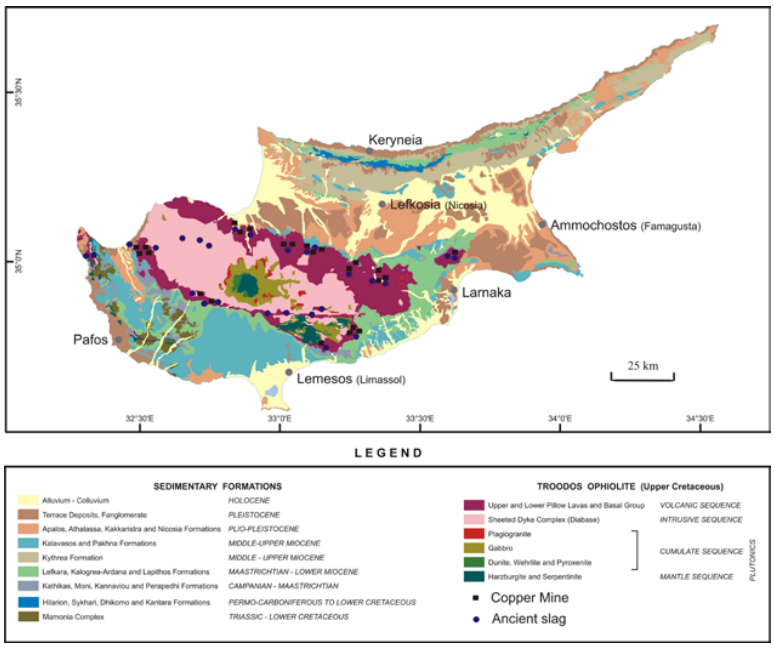 35°30'N
Keryneia
Lefkosia (Nicosia)
Ammochostos (Famagusta)
35°0'N
Larnaka
Pafos
Lemesos (Limassol)
25 km
32°30'E
33°0'E
33°30'E
34°0'E
34°30'E
LEGEND
SEDIMENTARY FORMATIONS
Alluvium - Colluvium HOLOCENE
Terrace Deposits, Fanglomerate PLEISTOCENE
Apalos, Athalassa, Kakkaristra and Nicosia Formations PLIO-PLEISTOCENE
Kalavasos and Pakhna Formations MIDDLE-UPPER MIOCENE
Kythrea Formation MIDDLE - UPPER MIOCENE
Lefkara, Kalogrea-Ardana and Lapithos Formations MAASTRICHTIAN - LOWER MIOCENE
Kathikas, Moni, Kannaviou and Perapedhi Formations CAMPANIAN - MAASTRICHTIAN
Hilarion, Sykhari, Dhikomo and Kantara Formations PERMO-CARBONIFEROUS TO LOWER CRETACEOUS
Mamonia Complex TRIASSIC - LOWER CRETACEOUS
TROODOS OPHIOLITE (Upper Cretaceous)
Upper and Lower Pillow Lavas and Basal Group VOLCANIC SEQUENCE
Sheeted Dyke Complex (Diabase) INTRUSIVE SEQUENCE
Plagiogranite
Gabbro
CUMULATE SEQUENCE
Dunite, Wehrlite and Pyroxenite
Harzburgite and Serpentinite MANTLE SEQUENCE
PLUTONICS
Copper Mine
Ancient slag